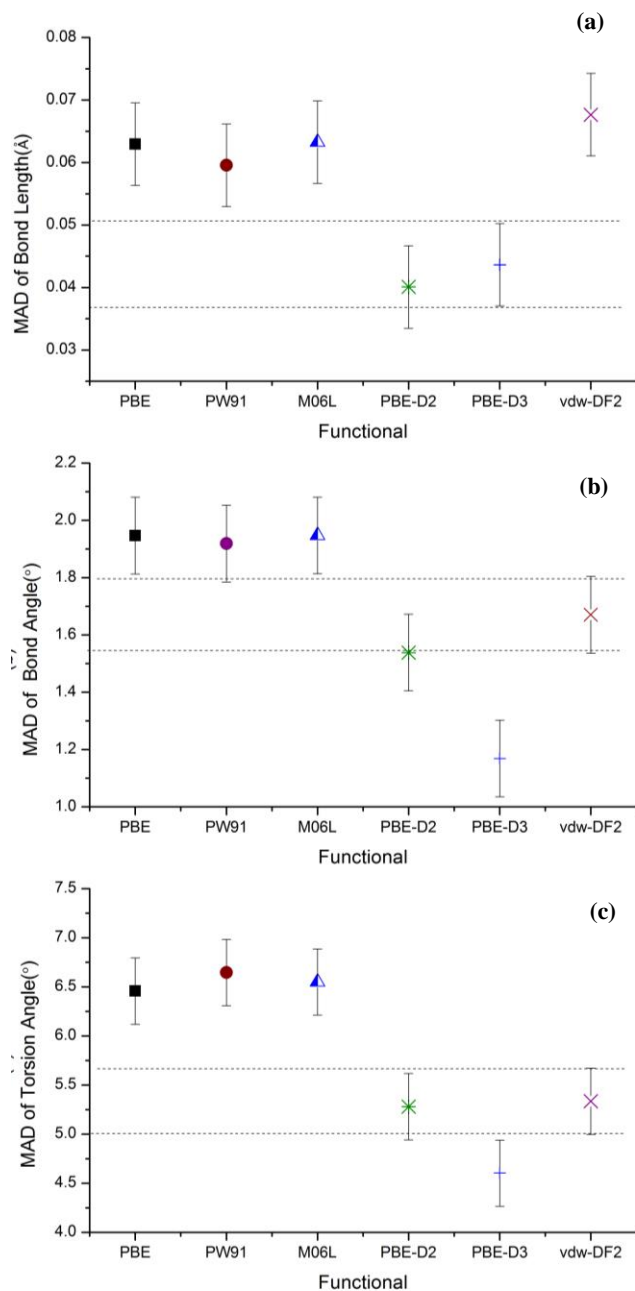 (a)
MAD of Bond Length(Å)
0.08
0.07
0.06
0.05
0.04
0.03
PBE PW91 M06L PBE-D2 PBE-D3 vdw-DF2
Functional
(b)
MAD of Bond Angle(°)
2.2
2.0
1.8
1.6
1.4
1.2
1.0
PBE PW91 M06L PBE-D2 PBE-D3 vdw-DF2
Functional
(c)
MAD of Torsion Angle(°)
7.5
7.0
6.5
6.0
5.5
5.0
4.5
4.0
PBE PW91 M06L PBE-D2 PBE-D3 vdw-DF2
Functional